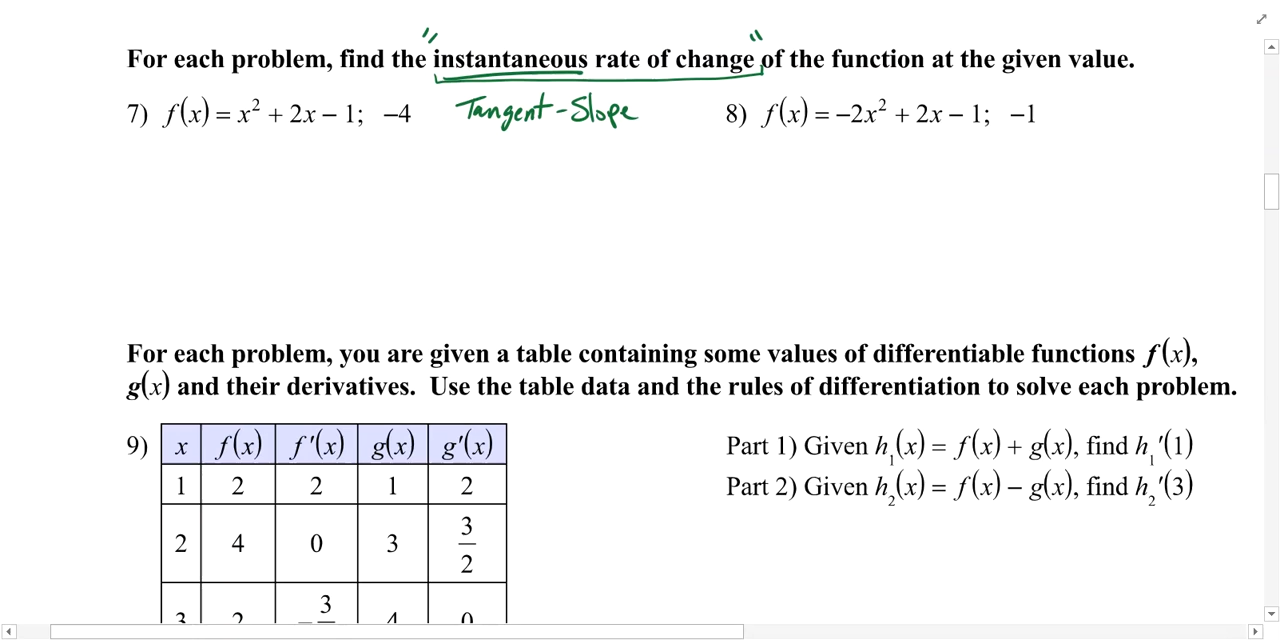 For each problem, find the "instantaneous rate of change" of the function at the given value.
7) f(x) = x² + 2x − 1; −4 Tangent-Slope 8) f(x) = −2x² + 2x − 1; −1
For each problem, you are given a table containing some values of differentiable functions f(x),
g(x) and their derivatives. Use the table data and the rules of differentiation to solve each problem.
9) x f(x) f'(x) g(x) g'(x)
1 2 2 1 2
2 4 0 3 3/2
Part 1) Given h₁(x) = f(x) + g(x), find h₁'(1)
Part 2) Given h₂(x) = f(x) − g(x), find h₂'(3)